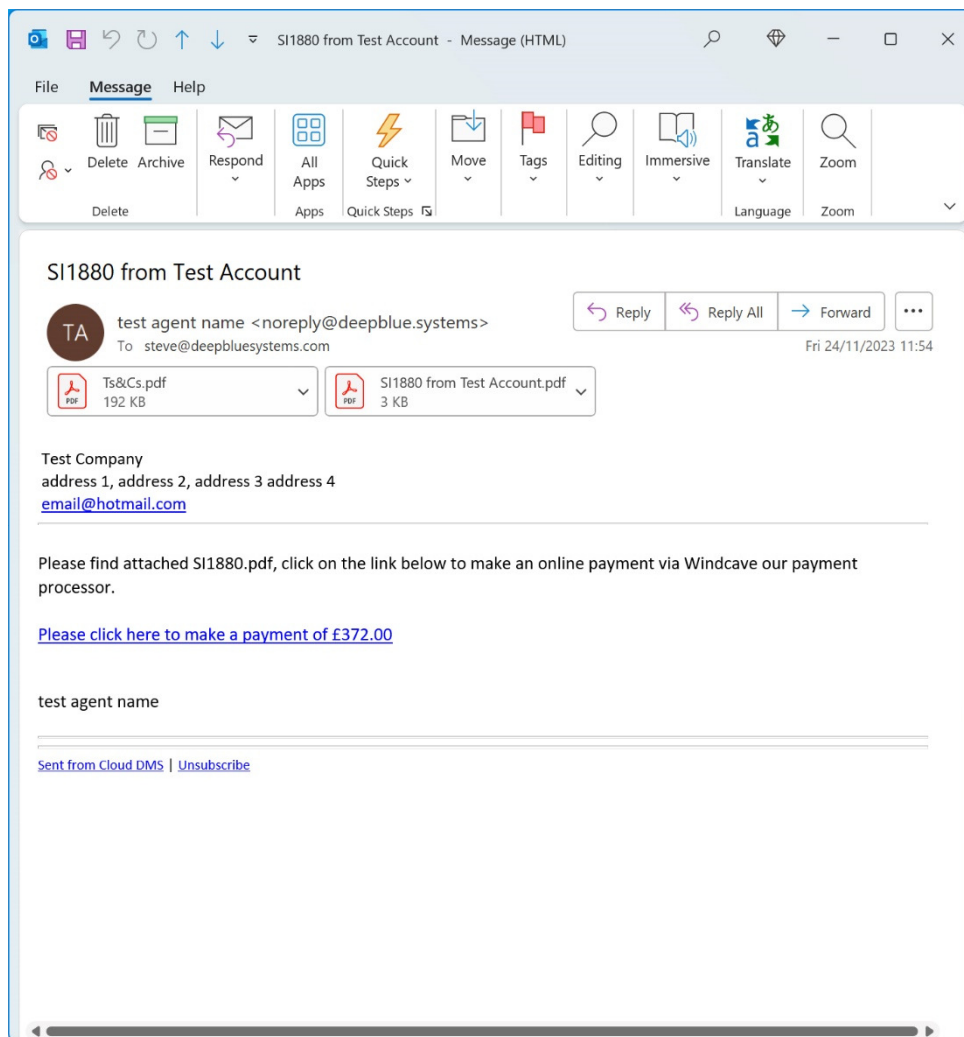 SI1880 from Test Account - Message (HTML)
File Message Help
Delete Archive Respond All Apps Quick Steps Move Tags Editing Immersive Translate Zoom
Delete Apps Quick Steps Language Zoom
SI1880 from Test Account
TA
test agent name <noreply@deepblue.systems>
Reply Reply All Forward
To steve@deepbluesystems.com
Fri 24/11/2023 11:54
PDF Ts&Cs.pdf
192 KB
PDF SI1880 from Test Account.pdf
3 KB
Test Company
address 1, address 2, address 3 address 4
email@hotmail.com
Please find attached SI1880.pdf, click on the link below to make an online payment via Windcave our payment
processor.
Please click here to make a payment of £372.00
test agent name
Sent from Cloud DMS | Unsubscribe